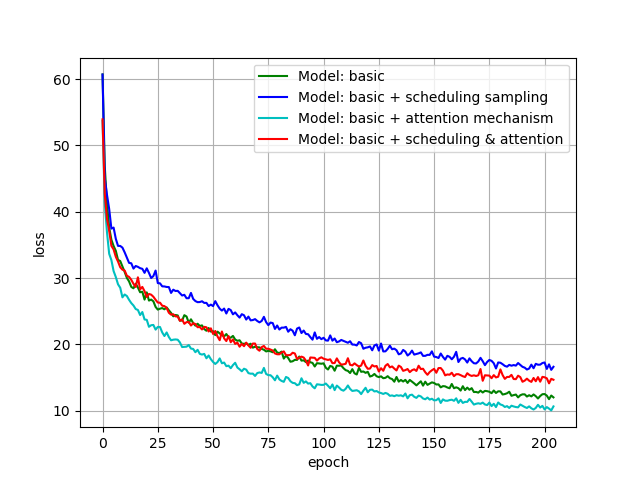 Model: basic
Model: basic + scheduling sampling
Model: basic + attention mechanism
Model: basic + scheduling & attention
60
50
40
30
20
10
loss
0 25 50 75 100 125 150 175 200
epoch